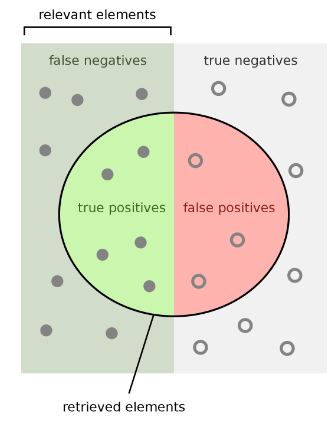 relevant elements
false negatives
true negatives
true positives
false positives
retrieved elements